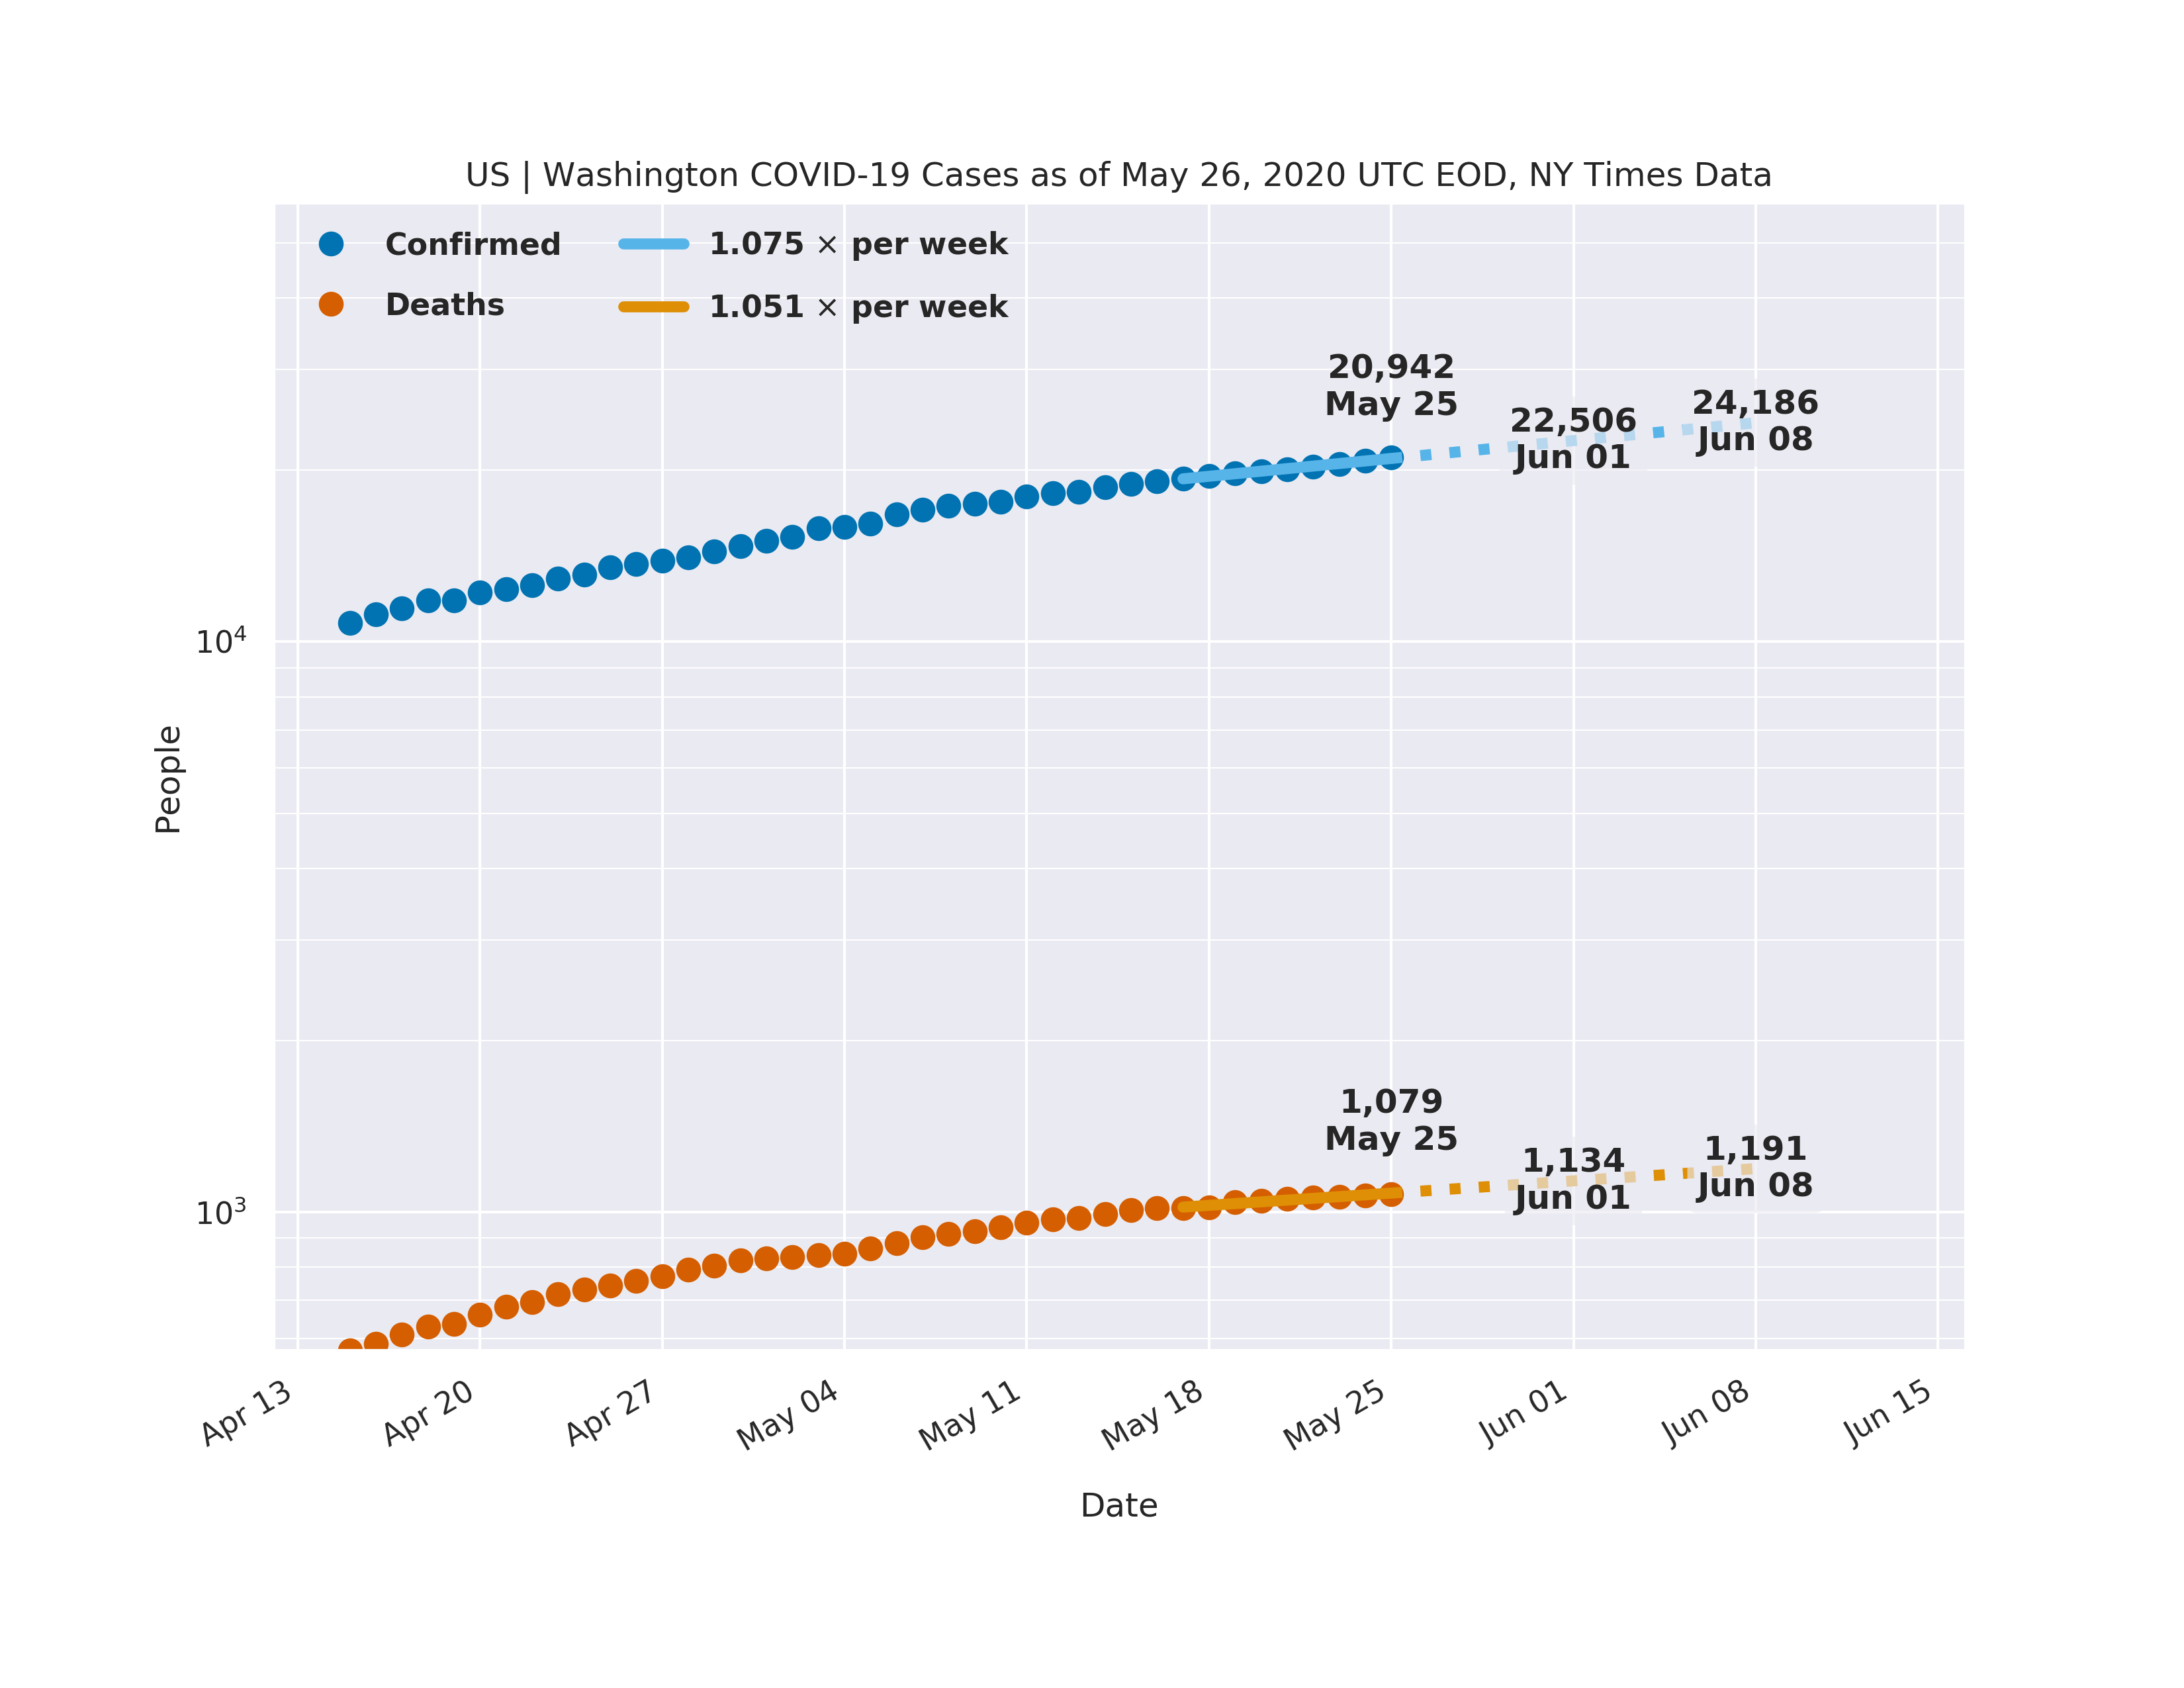 US | Washington COVID-19 Cases as of May 26, 2020 UTC EOD, NY Times Data
Confirmed
Deaths
1.075 × per week
1.051 × per week
20,942
May 25
22,506
Jun 01
24,186
Jun 08
1,079
May 25
1,134
Jun 01
1,191
Jun 08
People
10⁴
10³
Apr 13
Apr 20
Apr 27
May 04
May 11
May 18
May 25
Jun 01
Jun 08
Jun 15
Date